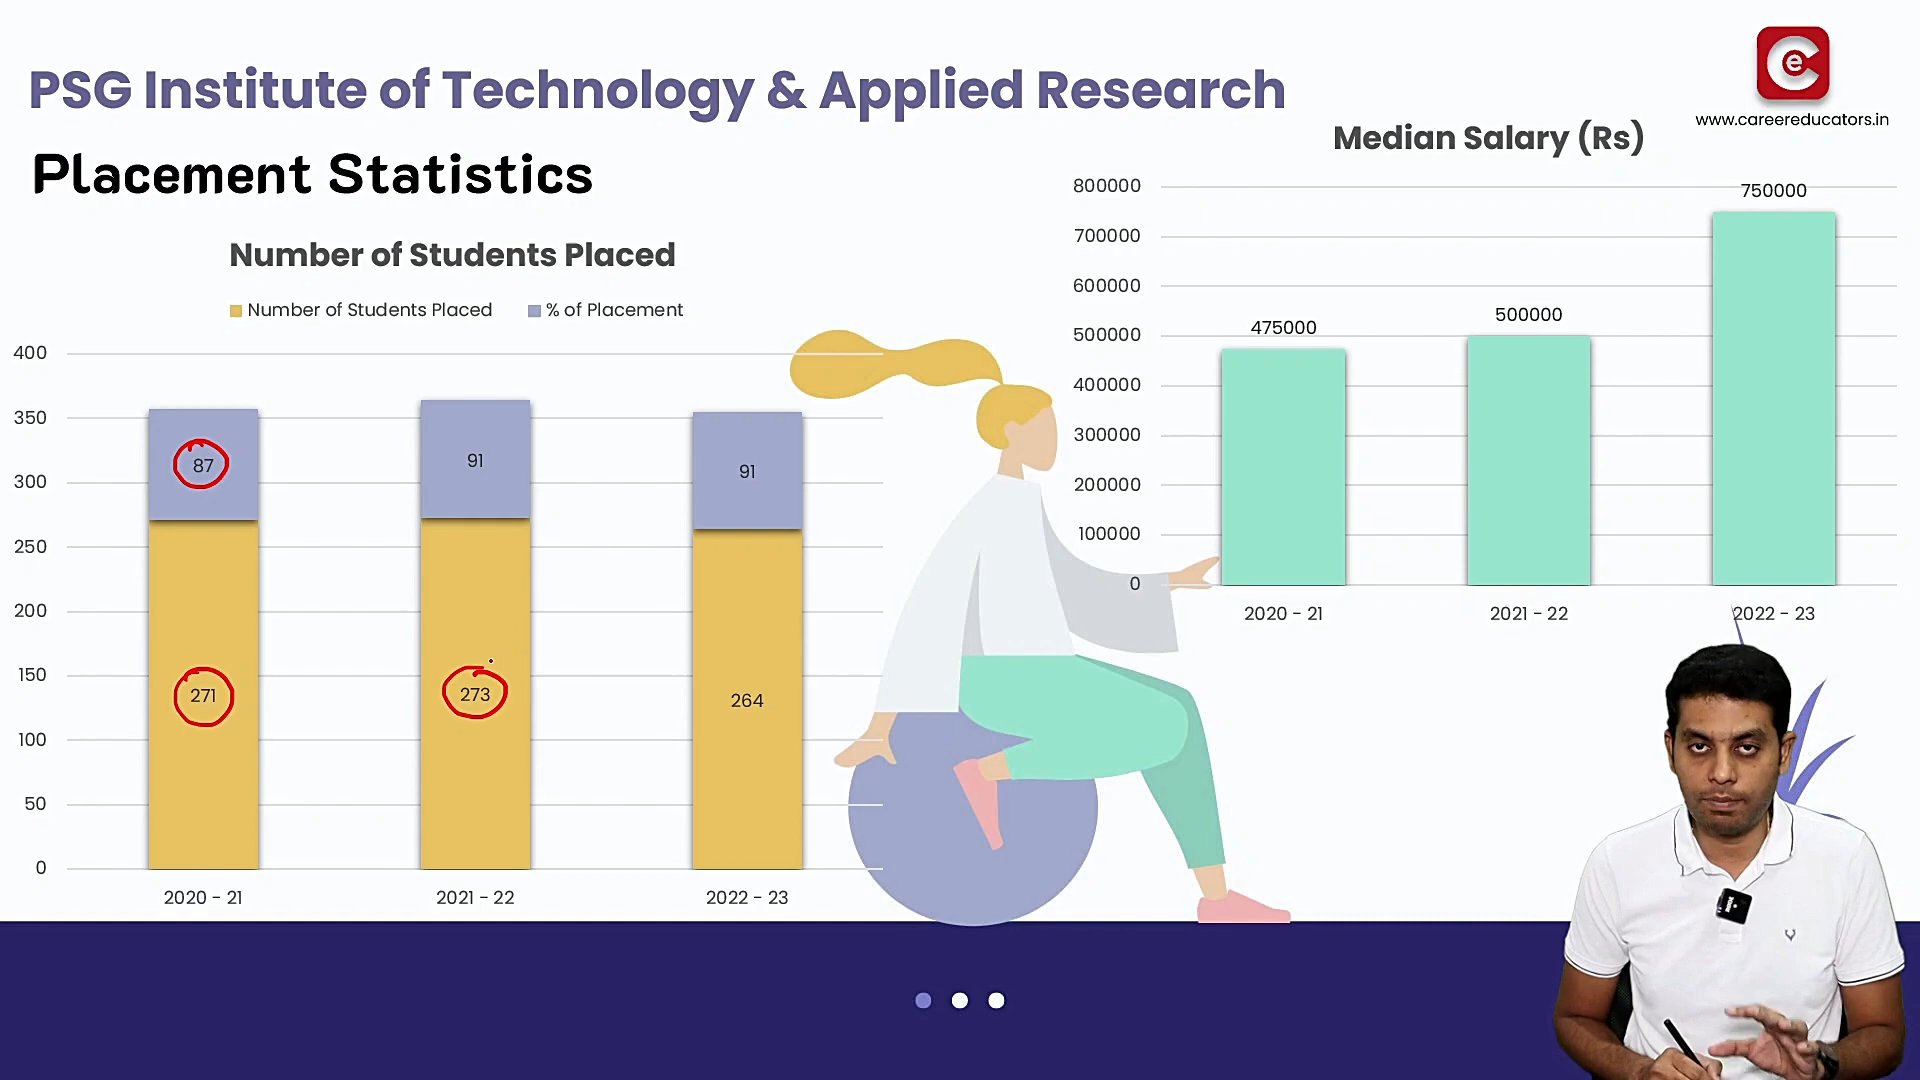 PSG Institute of Technology & Applied Research
Placement Statistics
e
www.careereducators.in
Number of Students Placed
Number of Students Placed
% of Placement
400
350
300
250
200
150
100
50
0
87
91
91
271
273
264
2020 - 21
2021 - 22
2022 - 23
Median Salary (Rs)
800000
700000
600000
500000
400000
300000
200000
100000
0
475000
500000
750000
2020 - 21
2021 - 22
2022 - 23